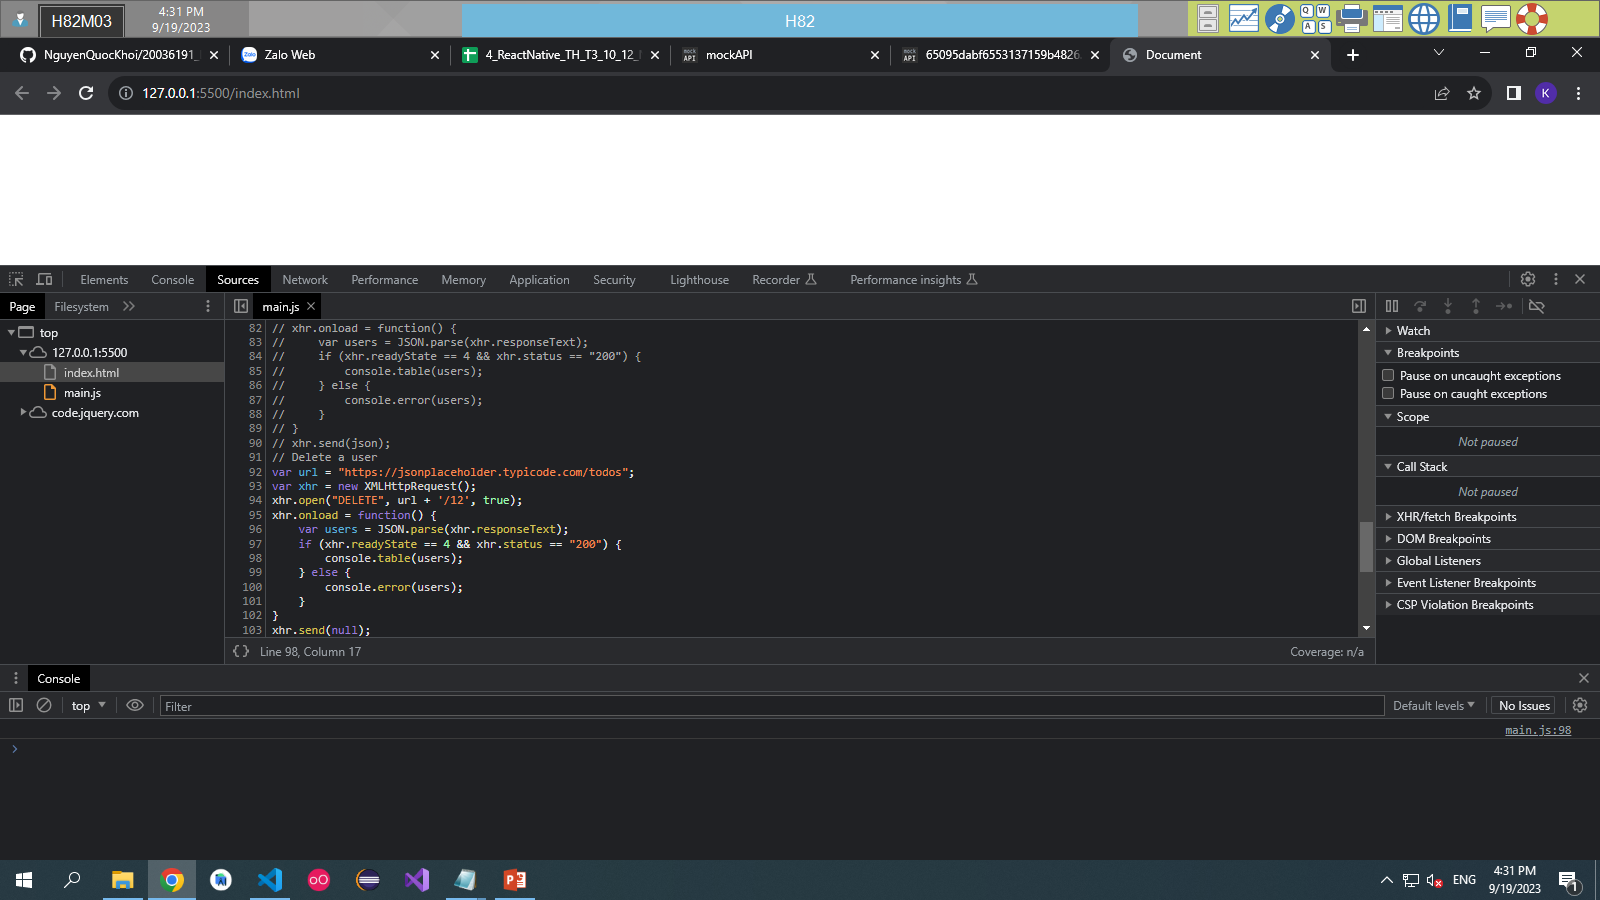 H82M03
4:31 PM
9/19/2023
H82
Q W
A S
NguyenQuocKhoi/20036191_
Zalo Web
4_ReactNative_TH_T3_10_12_
mockAPI
65095dabf6553137159b4826.
Document
127.0.0.1:5500/index.html
K
Elements
Console
Sources
Network
Performance
Memory
Application
Security
Lighthouse
Recorder
Performance insights
Page
Filesystem
main.js
top
127.0.0.1:5500
index.html
main.js
code.jquery.com
82 // xhr.onload = function() {
83 //     var users = JSON.parse(xhr.responseText);
84 //     if (xhr.readyState == 4 && xhr.status == "200") {
85 //         console.table(users);
86 //     } else {
87 //         console.error(users);
88 //     }
89 // }
90 // xhr.send(json);
91 // Delete a user
92 var url = "https://jsonplaceholder.typicode.com/todos";
93 var xhr = new XMLHttpRequest();
94 xhr.open("DELETE", url + '/12', true);
95 xhr.onload = function() {
96     var users = JSON.parse(xhr.responseText);
97     if (xhr.readyState == 4 && xhr.status == "200") {
98         console.table(users);
99     } else {
100         console.error(users);
101     }
102 }
103 xhr.send(null);
{} Line 98, Column 17
Coverage: n/a
Watch
Breakpoints
Pause on uncaught exceptions
Pause on caught exceptions
Scope
Not paused
Call Stack
Not paused
XHR/fetch Breakpoints
DOM Breakpoints
Global Listeners
Event Listener Breakpoints
CSP Violation Breakpoints
Console
top
Filter
Default levels
No Issues
main.js:98
ENG
4:31 PM
9/19/2023
1